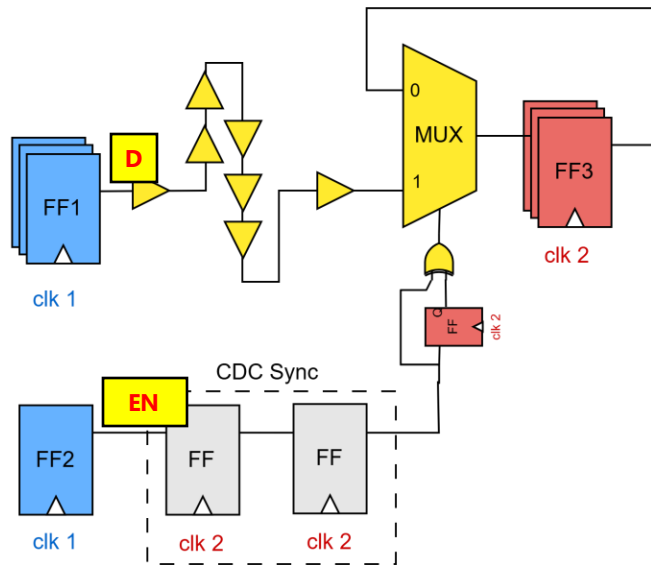 0
MUX
D
1
FF1
FF3
clk 1
clk 2
Q
FF
clk 2
CDC Sync
EN
FF2
FF
FF
clk 1
clk 2
clk 2